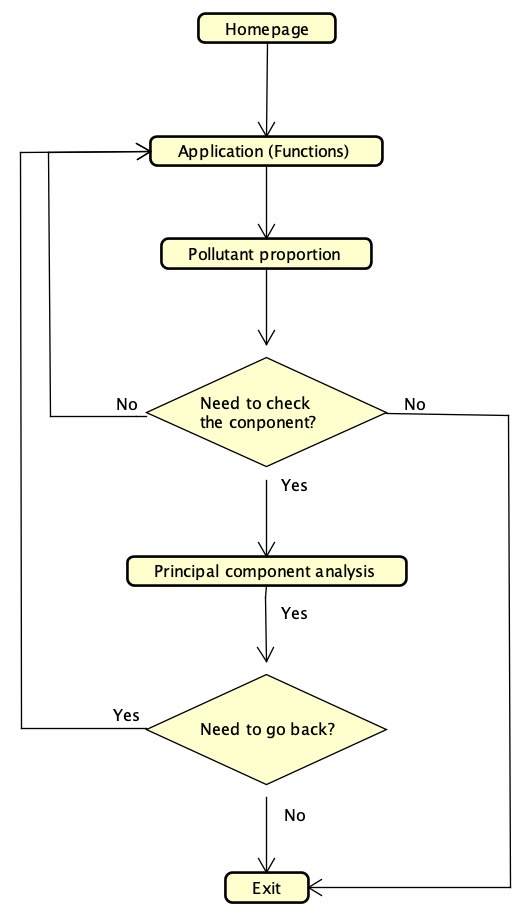 Homepage
Application (Functions)
Pollutant proportion
No
Need to check
the conponent?
No
Yes
Principal component analysis
Yes
Yes
Need to go back?
No
Exit